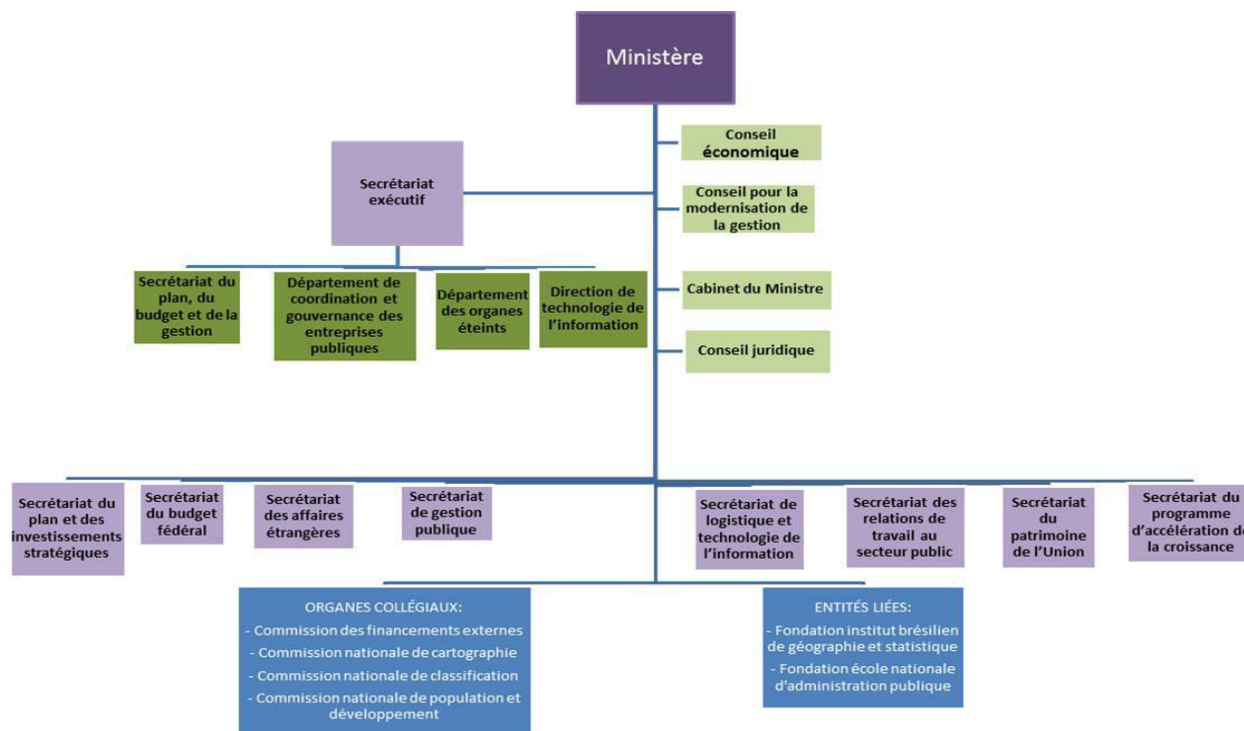 Ministère
Conseil
économique
Conseil pour la
modernisation de
la gestion
Cabinet du Ministre
Conseil juridique
Secrétariat
exécutif
Secrétariat du
plan, du
budget et de la
gestion
Département de
coordination et
gouvernance des
entreprises
publiques
Département
des organes
éteints
Direction de
technologie de
l'information
Secrétariat du
plan et des
investissements
stratégiques
Secrétariat
du budget
fédéral
Secrétariat
des affaires
étrangères
Secrétariat
de gestion
publique
Secrétariat de
logistique et
technologie de
l'information
Secrétariat des
relations de
travail au
secteur public
Secrétariat
du
patrimoine
de l'Union
Secrétariat du
programme
d'accélération de
la croissance
ORGANES COLLÉGIAUX:
- Commission des financements externes
- Commission nationale de cartographie
- Commission nationale de classification
- Commission nationale de population et
développement
ENTITÉS LIÉES:
- Fondation institut brésilien
de géographie et statistique
- Fondation école nationale
d'administration publique